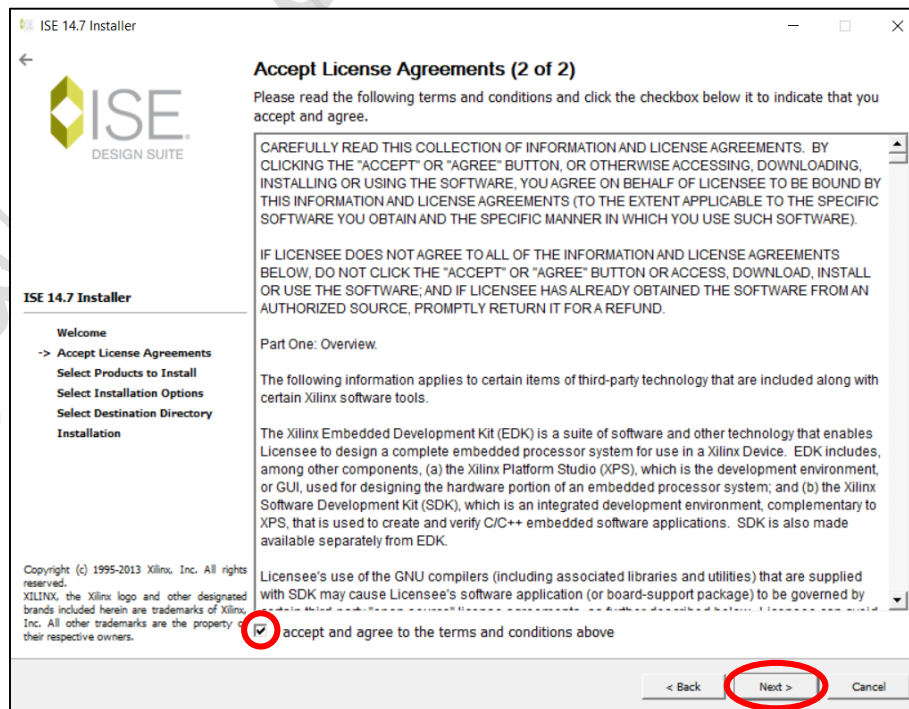 ISE 14.7 Installer
ISE
DESIGN SUITE
Accept License Agreements (2 of 2)
Please read the following terms and conditions and click the checkbox below it to indicate that you
accept and agree.
CAREFULLY READ THIS COLLECTION OF INFORMATION AND LICENSE AGREEMENTS. BY
CLICKING THE "ACCEPT" OR "AGREE" BUTTON, OR OTHERWISE ACCESSING, DOWNLOADING,
INSTALLING OR USING THE SOFTWARE, YOU AGREE ON BEHALF OF LICENSEE TO BE BOUND BY
THIS INFORMATION AND LICENSE AGREEMENTS (TO THE EXTENT APPLICABLE TO THE SPECIFIC
SOFTWARE YOU OBTAIN AND THE SPECIFIC MANNER IN WHICH YOU USE SUCH SOFTWARE).
IF LICENSEE DOES NOT AGREE TO ALL OF THE INFORMATION AND LICENSE AGREEMENTS
BELOW, DO NOT CLICK THE "ACCEPT" OR "AGREE" BUTTON OR ACCESS, DOWNLOAD, INSTALL
OR USE THE SOFTWARE; AND IF LICENSEE HAS ALREADY OBTAINED THE SOFTWARE FROM AN
AUTHORIZED SOURCE, PROMPTLY RETURN IT FOR A REFUND.
Part One: Overview.
The following information applies to certain items of third-party technology that are included along with
certain Xilinx software tools.
The Xilinx Embedded Development Kit (EDK) is a suite of software and other technology that enables
Licensee to design a complete embedded processor system for use in a Xilinx Device. EDK includes,
among other components, (a) the Xilinx Platform Studio (XPS), which is the development environment,
or GUI, used for designing the hardware portion of an embedded processor system; and (b) the Xilinx
Software Development Kit (SDK), which is an integrated development environment, complementary to
XPS, that is used to create and verify C/C++ embedded software applications. SDK is also made
available separately from EDK.
Licensee's use of the GNU compilers (including associated libraries and utilities) that are supplied
with SDK may cause Licensee's software application (or board-support package) to be governed by
accept and agree to the terms and conditions above
ISE 14.7 Installer
Welcome
-> Accept License Agreements
Select Products to Install
Select Installation Options
Select Destination Directory
Installation
Copyright (c) 1995-2013 Xilinx, Inc. All rights
reserved.
XILINX, the Xilinx logo and other designated
brands included herein are trademarks of Xilinx,
Inc. All other trademarks are the property
their respective owners.
< Back
Next >
Cancel